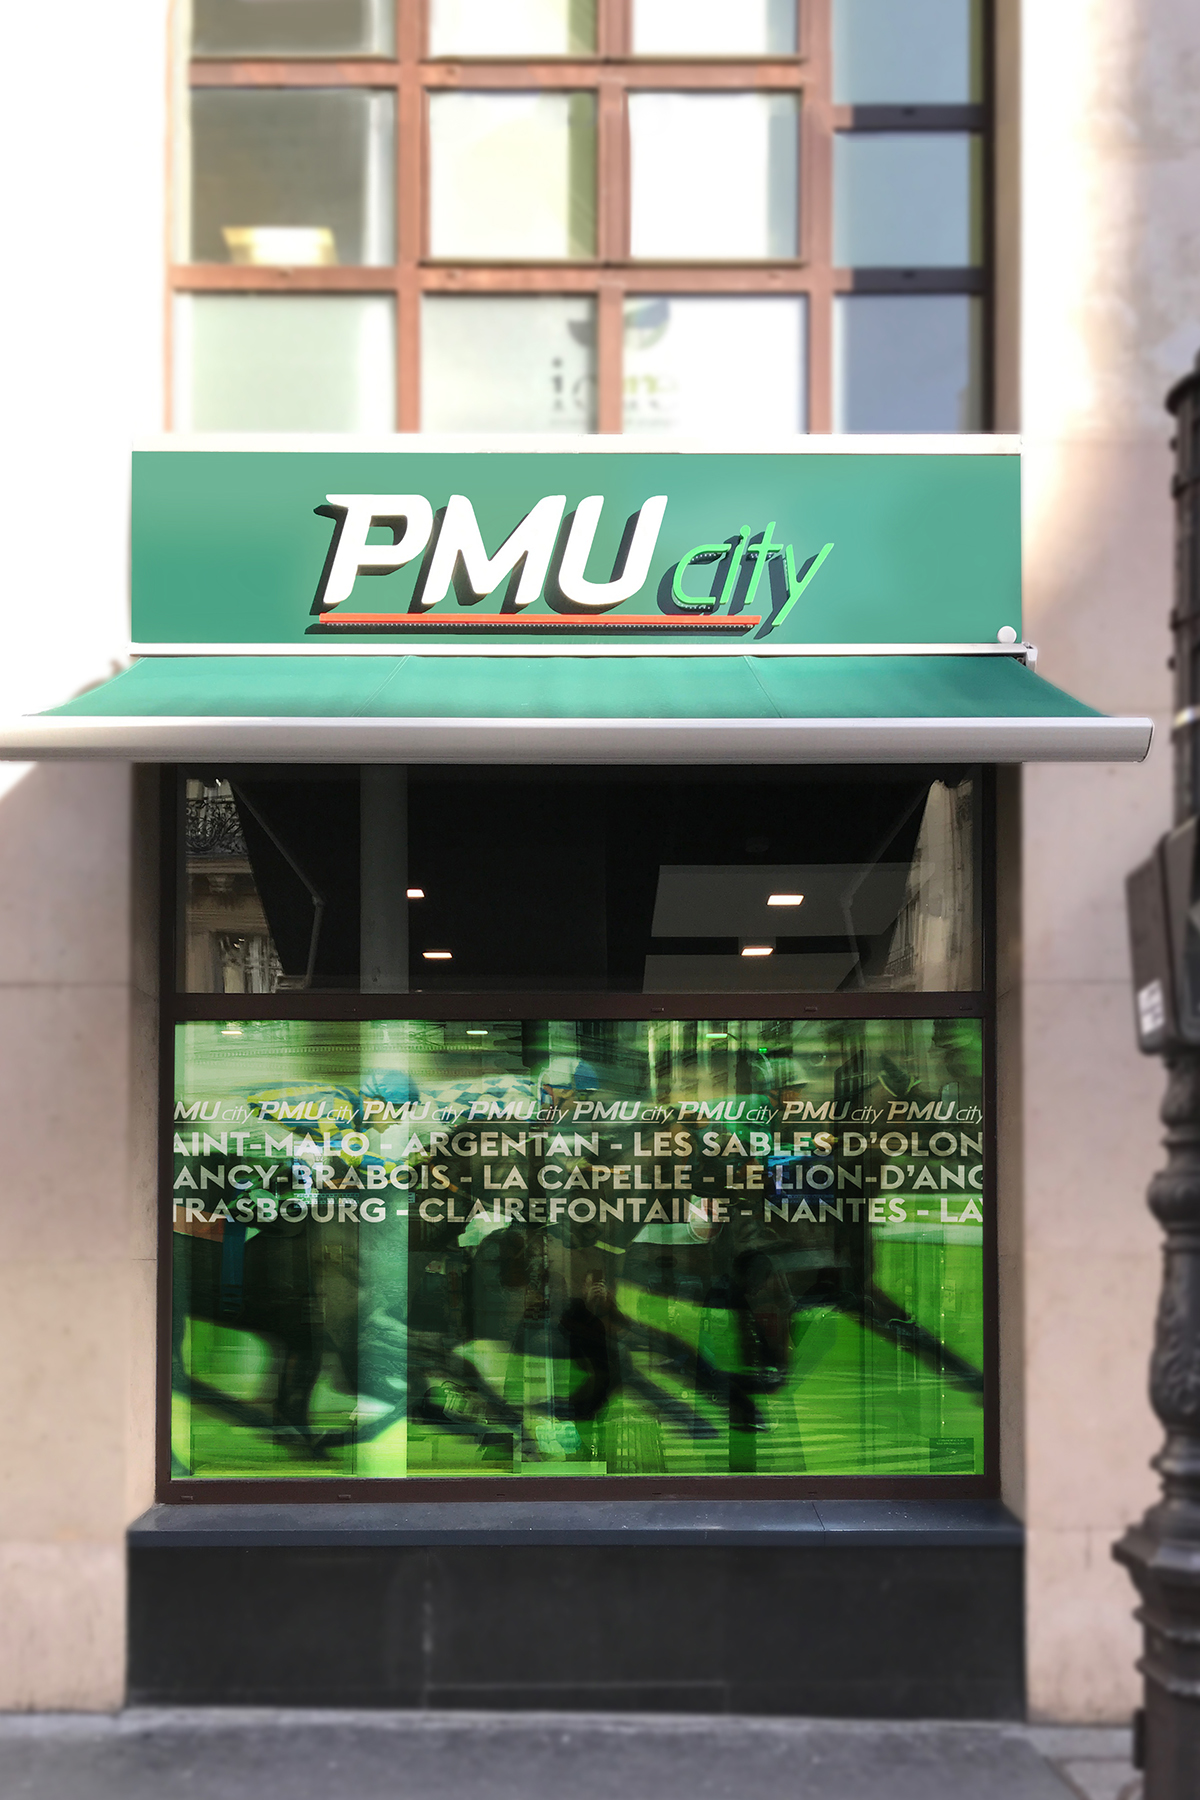 PMU city
MU city PMU city PMU city PMU city PMU city PMU city PMU city PMU city
AINT-MALO - ARGENTAN - LES SABLES D'OLON
ANCY-BRABOIS - LA CAPELLE - LE LION-D'ANG
TRASBOURG - CLAIREFONTAINE - NANTES - LA